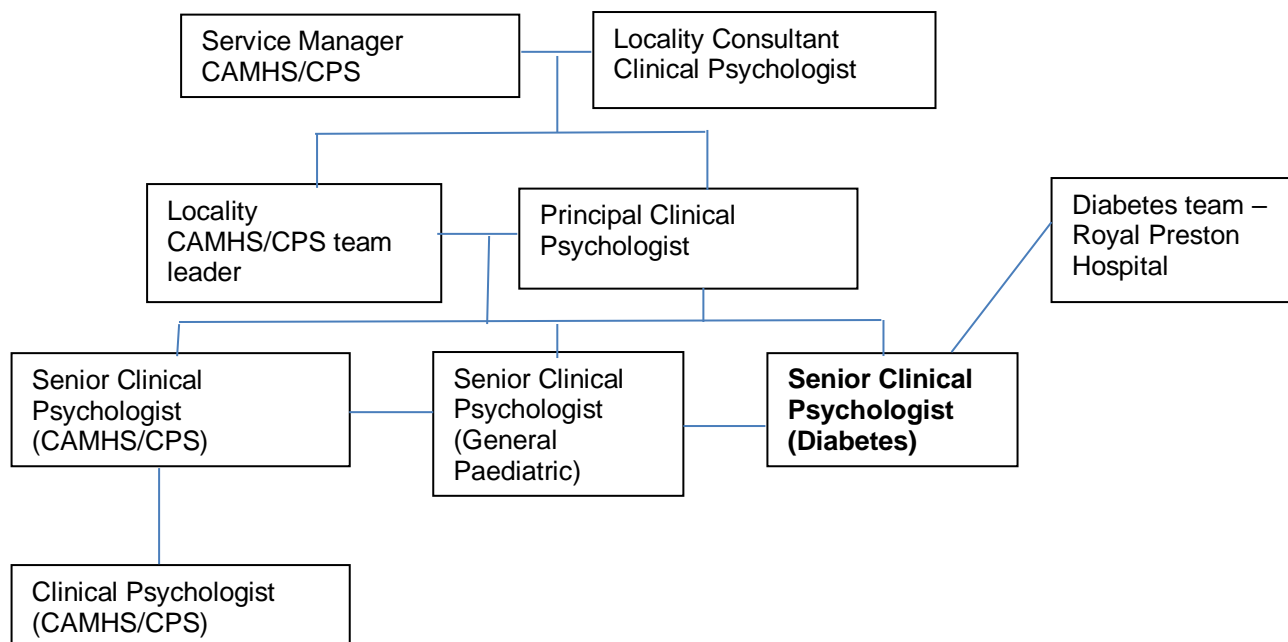 Service Manager
CAMHS/CPS
Locality Consultant
Clinical Psychologist
Locality
CAMHS/CPS team
leader
Principal Clinical
Psychologist
Diabetes team –
Royal Preston
Hospital
Senior Clinical
Psychologist
(CAMHS/CPS)
Senior Clinical
Psychologist
(General
Paediatric)
Senior Clinical
Psychologist
(Diabetes)
Clinical Psychologist
(CAMHS/CPS)